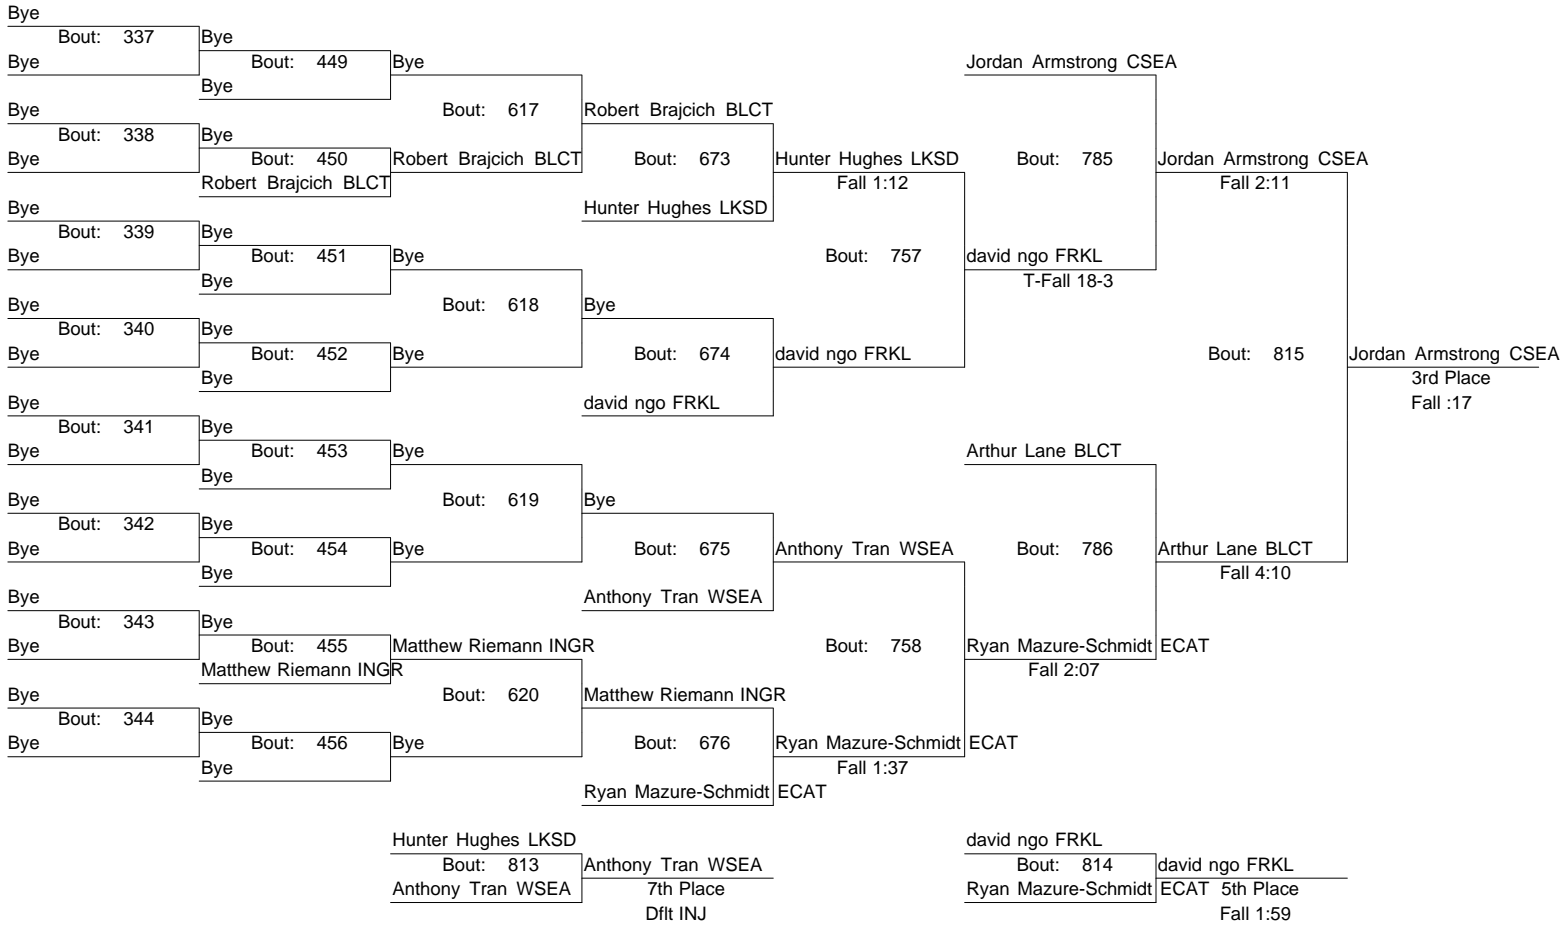 Bye
Bout: 337 Bye
Bye Bout: 449 Bye Jordan Armstrong CSEA
Bye
Bye Bout: 617 Robert Brajcich BLCT
Bout: 338 Bye
Bye Bout: 450 Robert Brajcich BLCT Bout: 673 Hunter Hughes LKSD Bout: 785 Jordan Armstrong CSEA
Robert Brajcich BLCT Fall 1:12 Fall 2:11
Bye Hunter Hughes LKSD
Bout: 339 Bye
Bye Bout: 451 Bye Bout: 757 david ngo FRKL
Bye T-Fall 18-3
Bye Bout: 618 Bye
Bout: 340 Bye
Bye Bout: 452 Bye Bout: 674 david ngo FRKL Bout: 815 Jordan Armstrong CSEA
Bye 3rd Place
Bye david ngo FRKL Fall :17
Bout: 341 Bye
Bye Bout: 453 Bye Arthur Lane BLCT
Bye
Bye Bout: 619 Bye
Bout: 342 Bye
Bye Bout: 454 Bye Bout: 675 Anthony Tran WSEA Bout: 786 Arthur Lane BLCT
Bye Fall 4:10
Bye Anthony Tran WSEA
Bout: 343 Bye
Bye Bout: 455 Matthew Riemann INGR Bout: 758 Ryan Mazure-Schmidt ECAT
Matthew Riemann INGR Fall 2:07
Bye Bout: 620 Matthew Riemann INGR
Bout: 344 Bye
Bye Bout: 456 Bye Bout: 676 Ryan Mazure-Schmidt ECAT
Bye Fall 1:37
Ryan Mazure-Schmidt ECAT
Hunter Hughes LKSD david ngo FRKL
Bout: 813 Anthony Tran WSEA Bout: 814 david ngo FRKL
Anthony Tran WSEA 7th Place Ryan Mazure-Schmidt ECAT 5th Place
Dflt INJ Fall 1:59